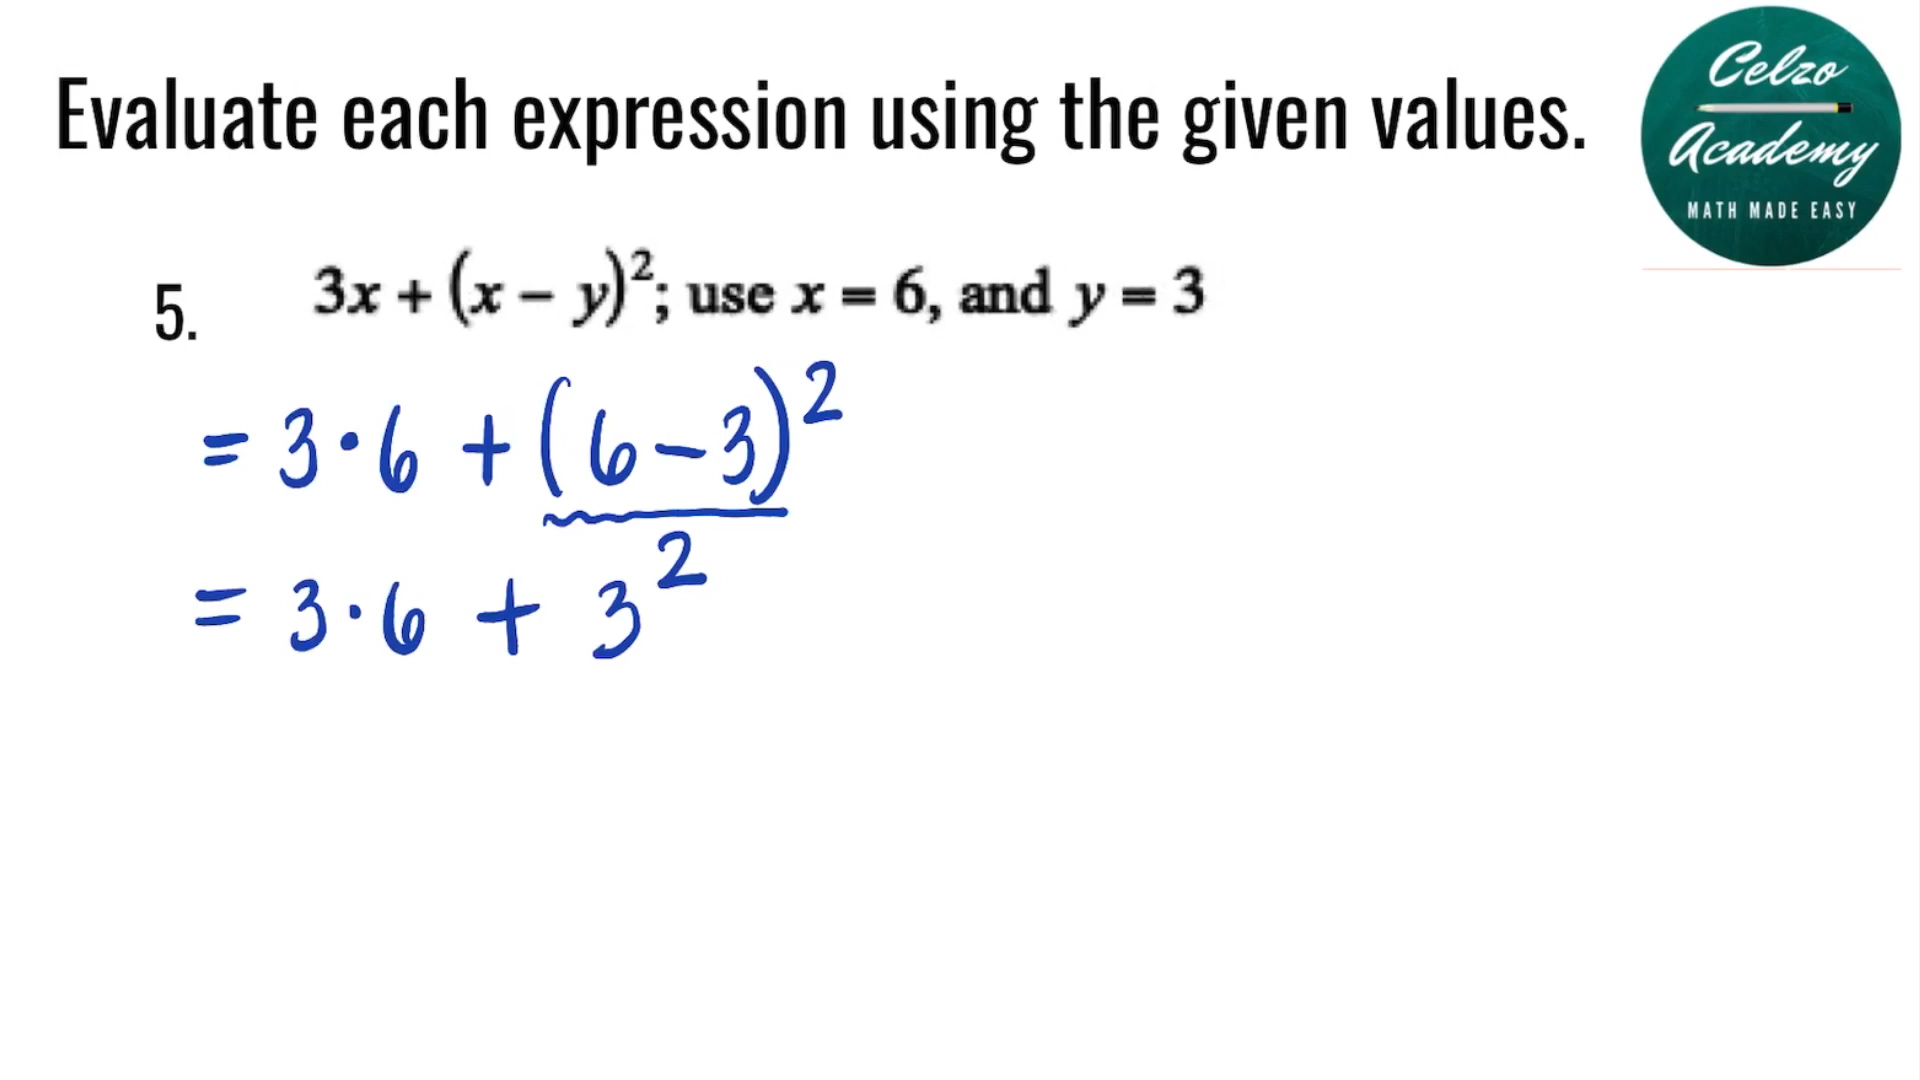 Evaluate each expression using the given values.
Celzo
Academy
MATH MADE EASY
5. 3x + (x − y)²; use x = 6, and y = 3
= 3·6 + (6−3)²
= 3·6 + 3²